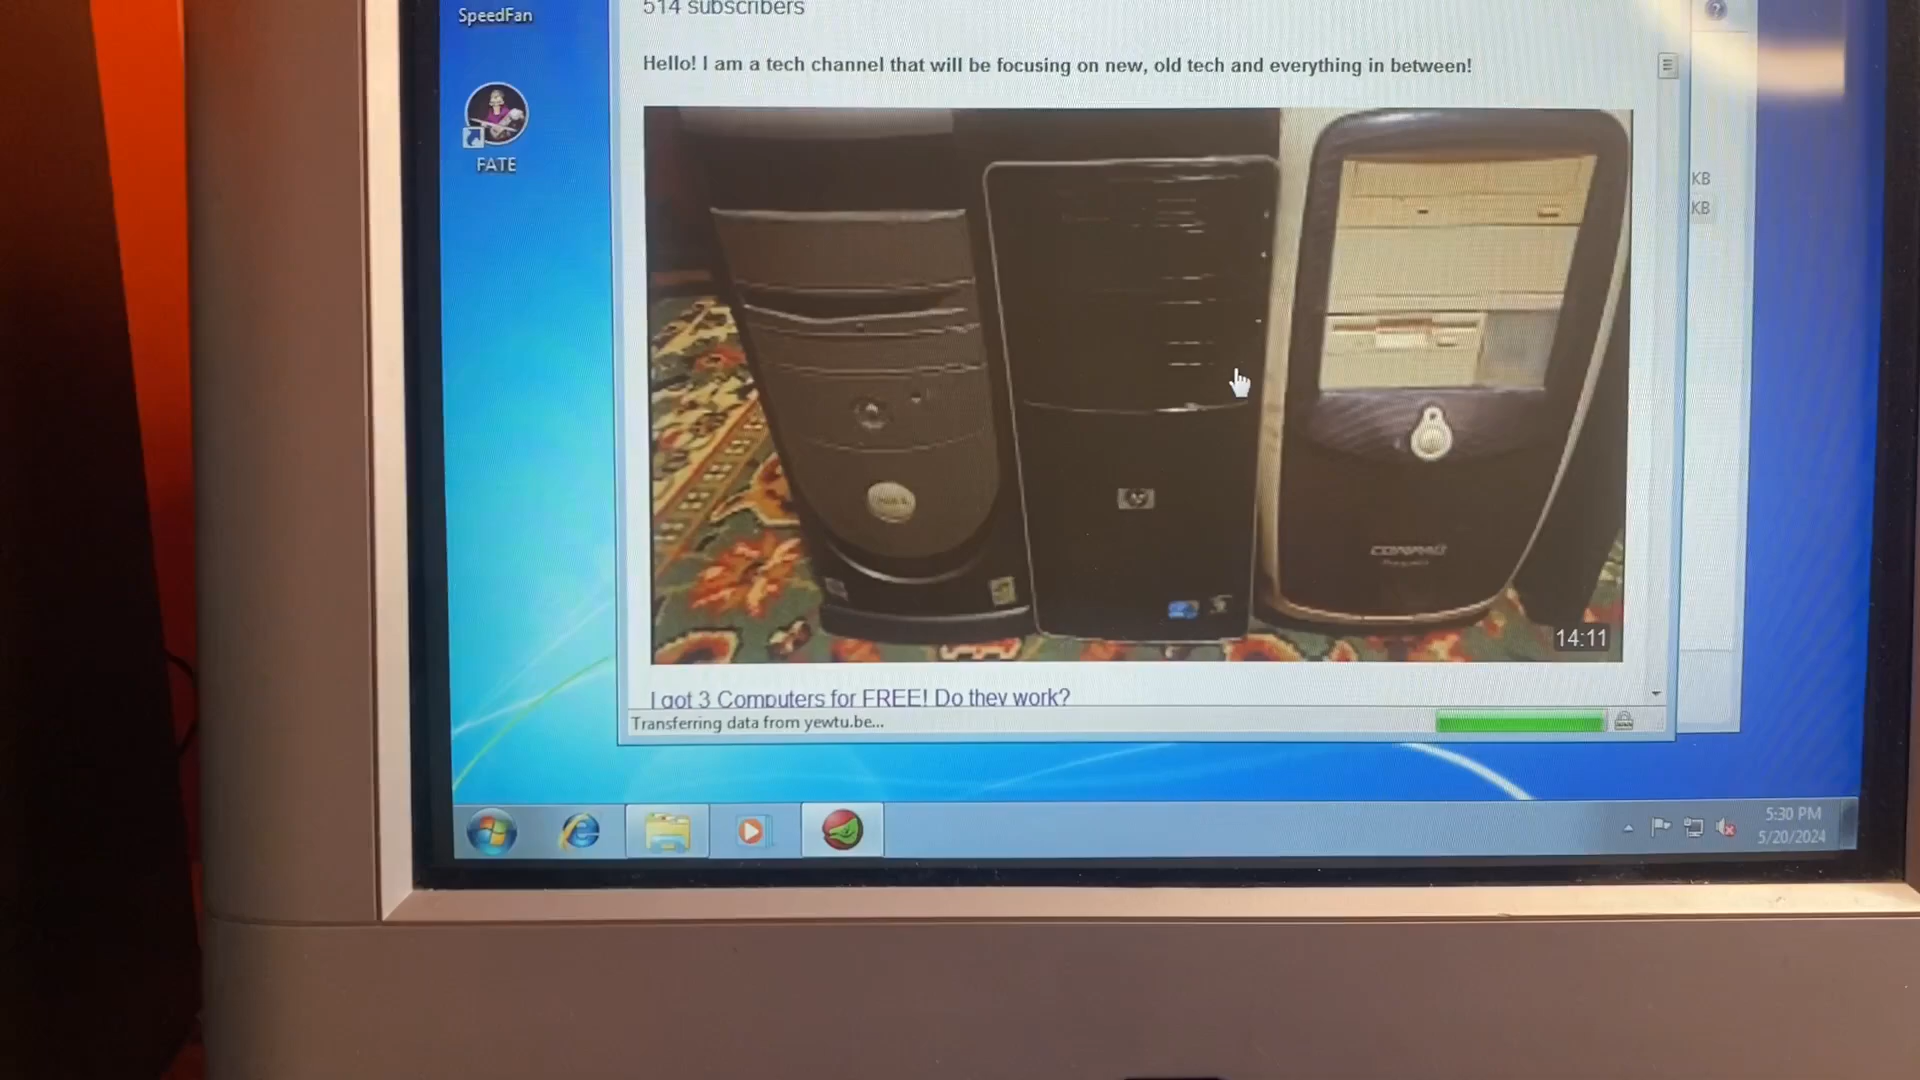 SpeedFan
514 subscribers
Hello! I am a tech channel that will be focusing on new, old tech and everything in between!
FATE
KB
KB
COMPAQ
14:11
I got 3 Computers for FREE! Do they work?
Transferring data from yewtu.be...
5:30 PM
5/20/2024